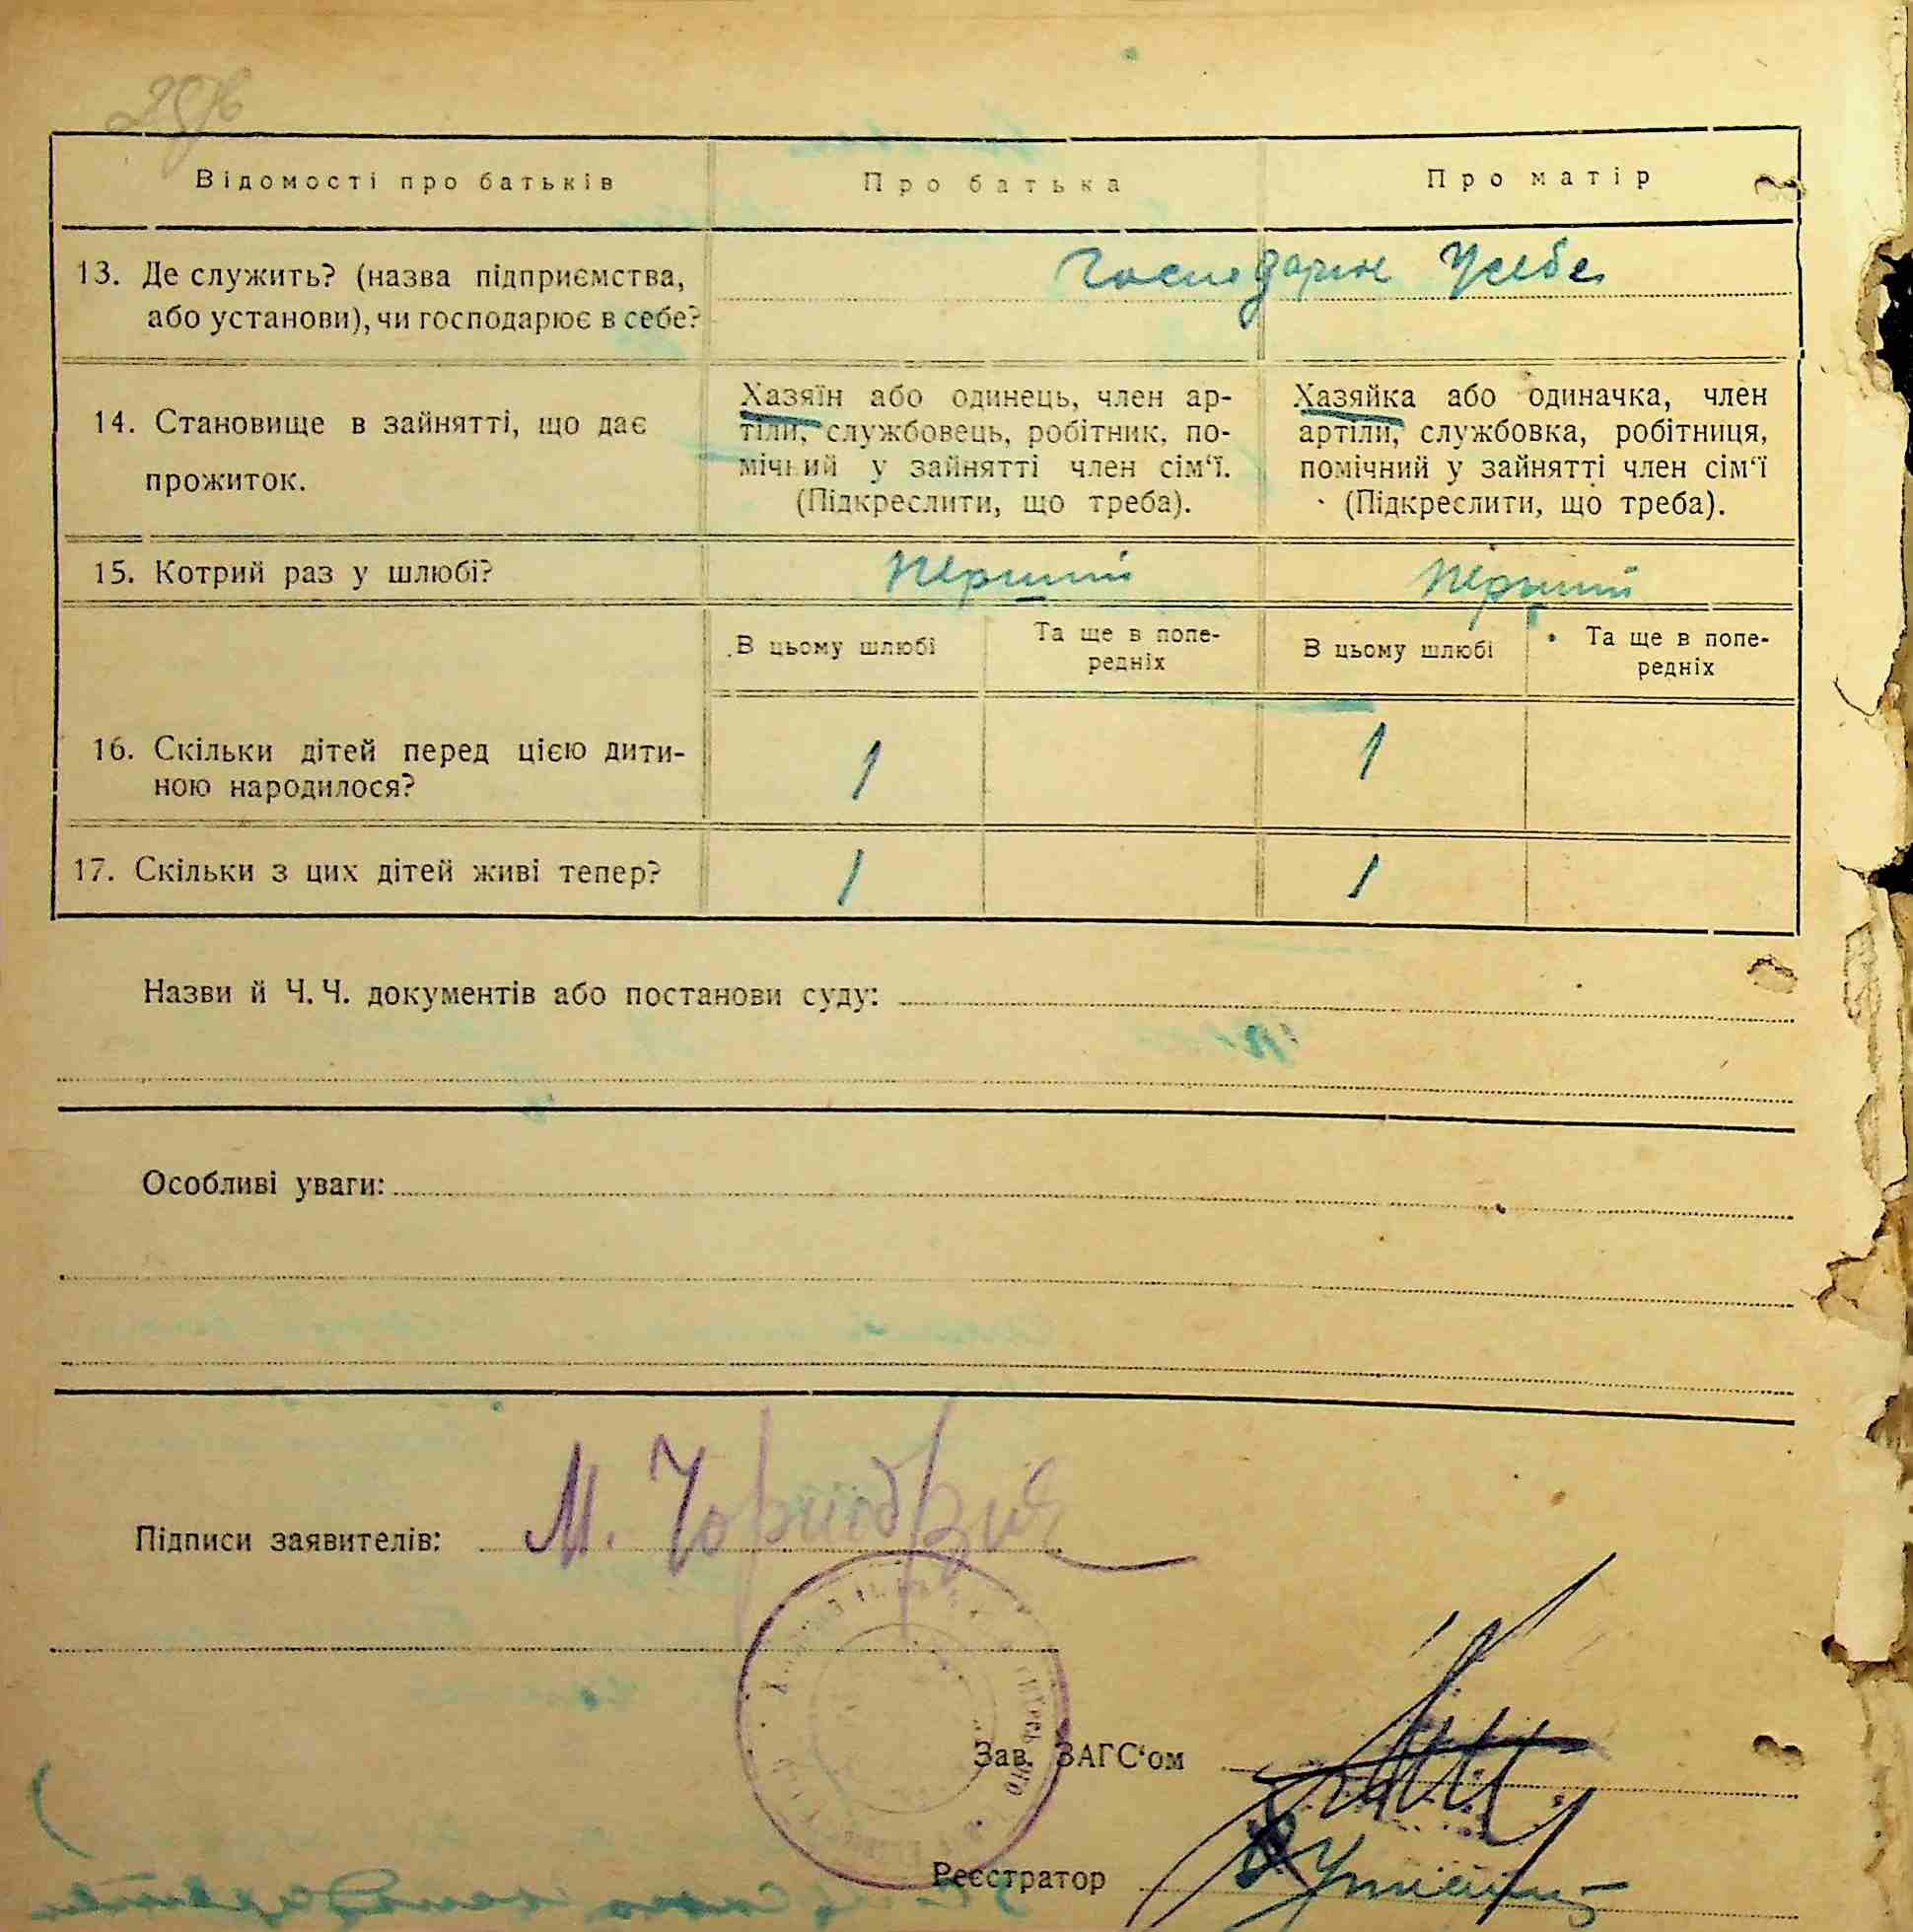 Відомості про батьків Про батька Про матір
13. Де служить? (назва підприємства, Господарює Усебе
або установи), чи господарює в себе?
14. Становище в зайнятті, що дає
прожиток.
Хазяїн або одинець, член ар-
тіли, службовець, робітник, по-
мічний у зайнятті член сім‘ї.
(Підкреслити, що треба).
Хазяйка або одиначка, член
артіли, службовка, робітниця,
помічний у зайнятті член сім‘ї
(Підкреслити, що треба).
15. Котрий раз у шлюбі? перший перший
В цьому шлюбі
Та ще в попе-
редніх
В цьому шлюбі
Та ще в попе-
редніх
16. Скільки дітей перед цією дити- 1 1
ною народилося?
17. Скільки з цих дітей живі тепер? 1 1
Назви й Ч. Ч. документів або постанови суду:
Особливі уваги:
Підписи заявителів: М.
Зав. ЗАГС‘ом
Реєстратор